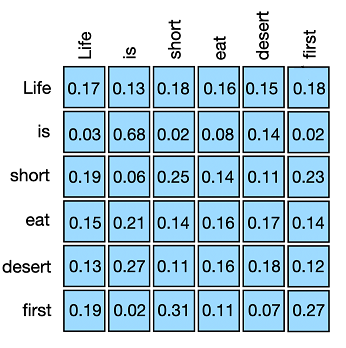 Life is short eat desert first
Life 0.17 0.13 0.18 0.16 0.15 0.18
is 0.03 0.68 0.02 0.08 0.14 0.02
short 0.19 0.06 0.25 0.14 0.11 0.23
eat 0.15 0.21 0.14 0.16 0.17 0.14
desert 0.13 0.27 0.11 0.16 0.18 0.12
first 0.19 0.02 0.31 0.11 0.07 0.27